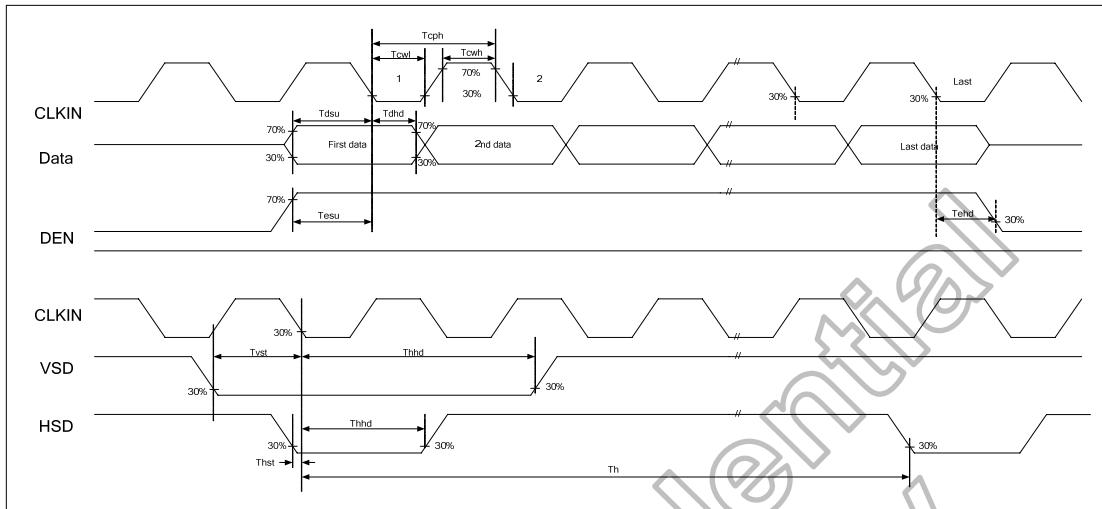 Tcph
Tcwl Tcwh
1 70% 2 // Last
30% 30% 30%
CLKIN
Tdsu Tdhd
70% 70%
Data First data 2nd data // Last data
30% 30%
//
70% Tesu Tehd 30%
DEN
CLKIN
30% //
Tvst Thhd //
VSD
30% 30%
HSD //
Thhd
30% 30% 30%
Thst Th
ential
y